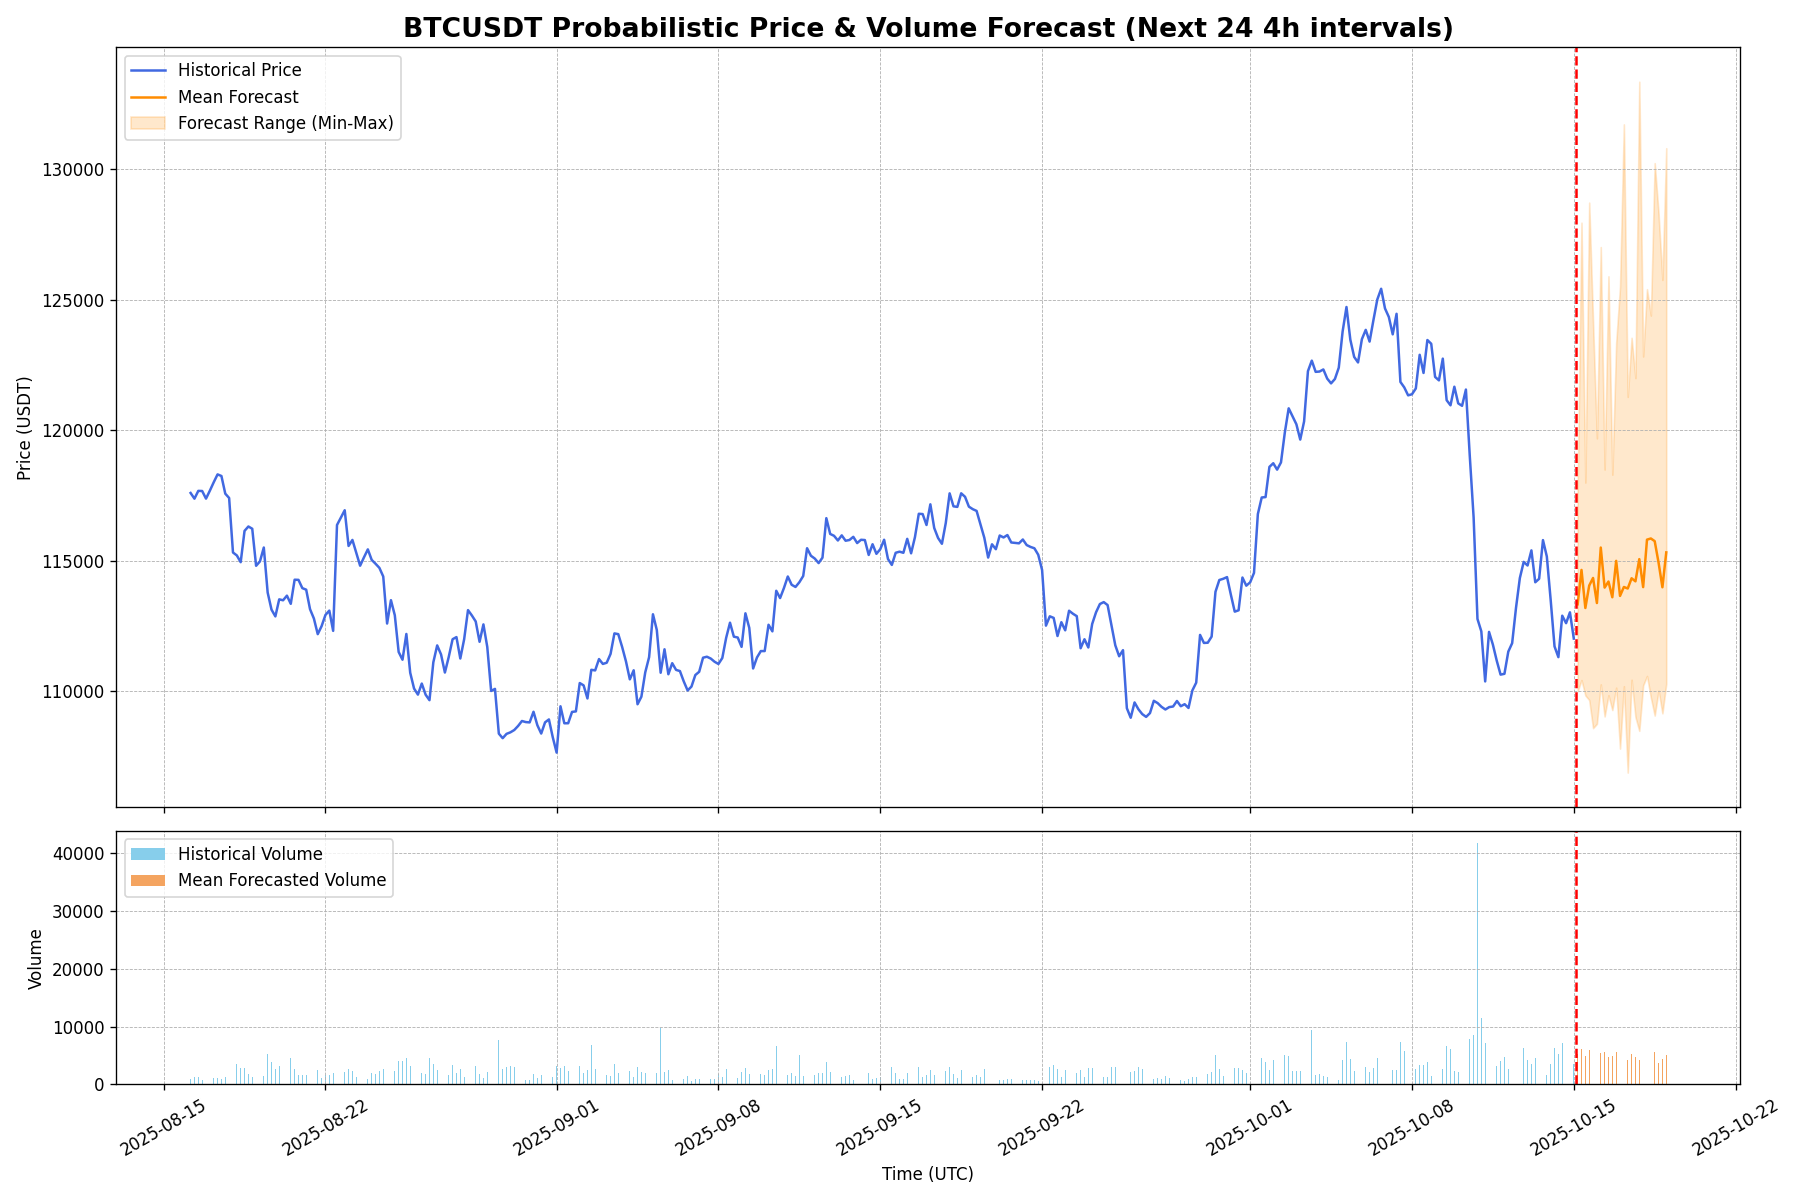 BTCUSDT Probabilistic Price & Volume Forecast (Next 24 4h intervals)
Historical Price
Mean Forecast
Forecast Range (Min-Max)
130000
125000
120000
115000
110000
Price (USDT)
Historical Volume
Mean Forecasted Volume
40000
30000
20000
10000
0
Volume
2025-08-15
2025-08-22
2025-09-01
2025-09-08
2025-09-15
2025-09-22
2025-10-01
2025-10-08
2025-10-15
2025-10-22
Time (UTC)